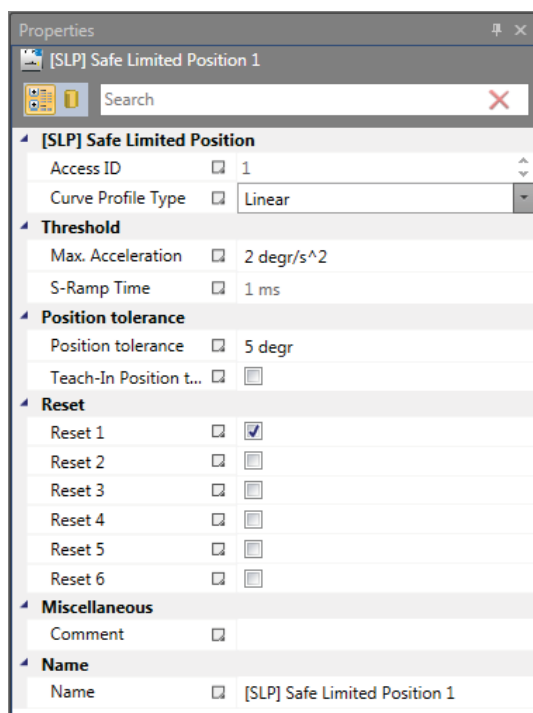 Properties
[SLP] Safe Limited Position 1
Search
[SLP] Safe Limited Position
Access ID 1
Curve Profile Type Linear
Threshold
Max. Acceleration 2 degr/s^2
S-Ramp Time 1 ms
Position tolerance
Position tolerance 5 degr
Teach-In Position t...
Reset
Reset 1
Reset 2
Reset 3
Reset 4
Reset 5
Reset 6
Miscellaneous
Comment
Name
Name [SLP] Safe Limited Position 1